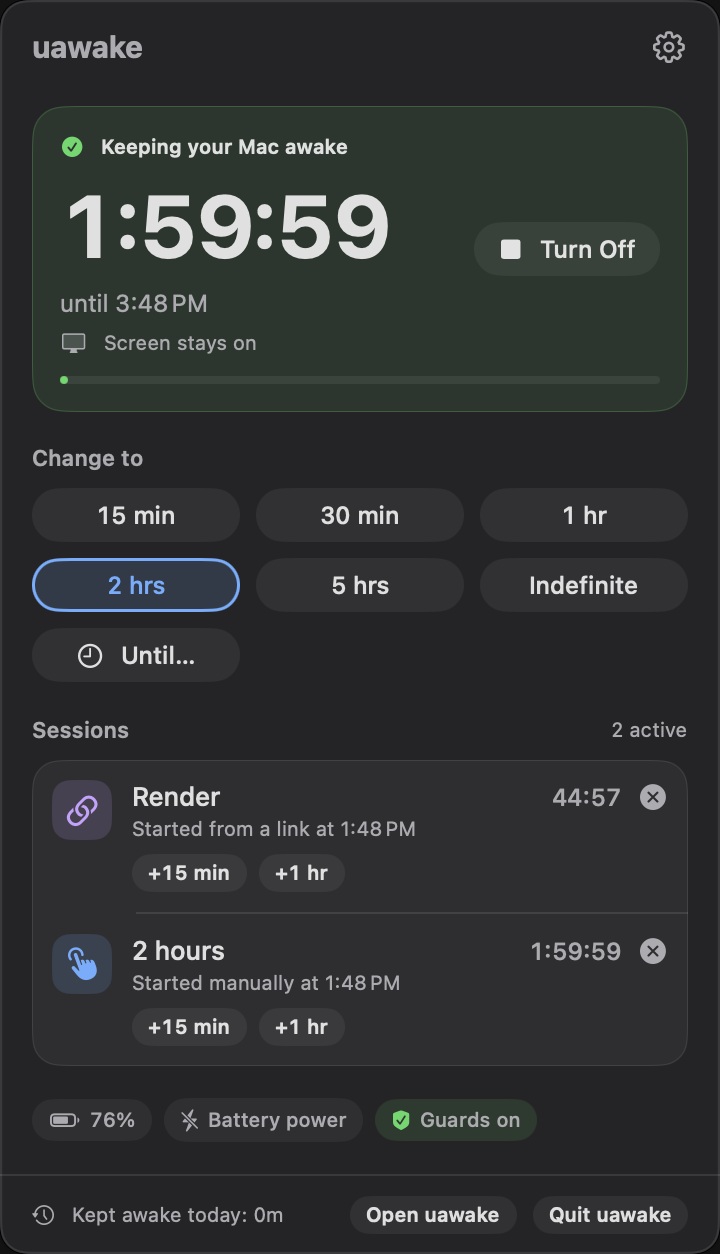 uawake
Keeping your Mac awake
1:59:59
Turn Off
until 3:48 PM
Screen stays on
Change to
15 min
30 min
1 hr
2 hrs
5 hrs
Indefinite
Until...
Sessions
2 active
Render
44:57
Started from a link at 1:48 PM
+15 min
+1 hr
2 hours
1:59:59
Started manually at 1:48 PM
+15 min
+1 hr
76%
Battery power
Guards on
Kept awake today: 0m
Open uawake
Quit uawake